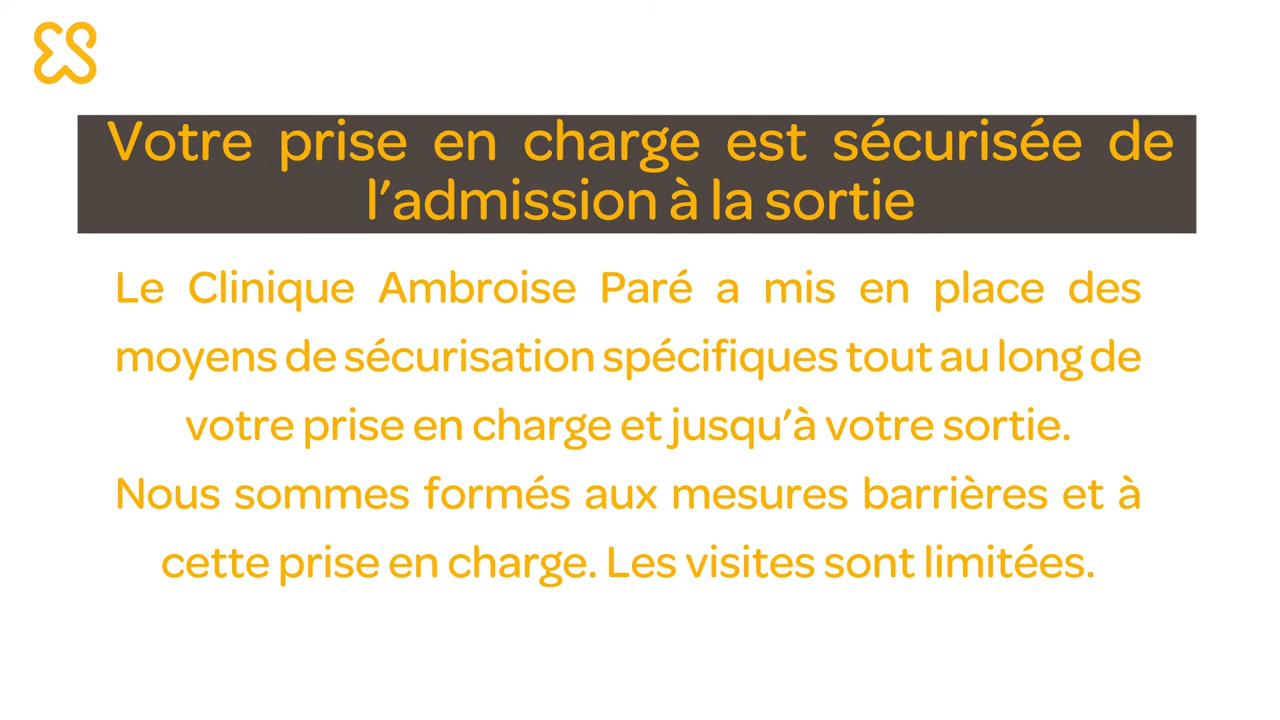 Votre prise en charge est sécurisée de
l’admission à la sortie
Le Clinique Ambroise Paré a mis en place des
moyens de sécurisation spécifiques tout au long de
votre prise en charge et jusqu’à votre sortie.
Nous sommes formés aux mesures barrières et à
cette prise en charge. Les visites sont limitées.